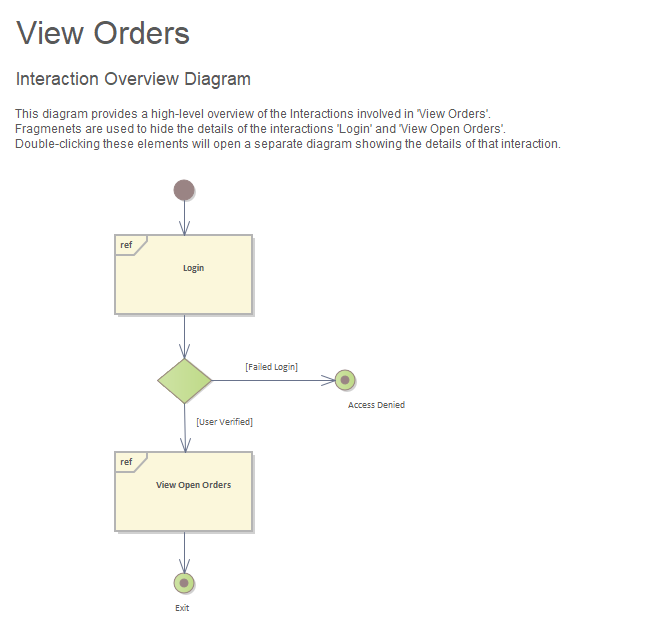 View Orders
Interaction Overview Diagram
This diagram provides a high-level overview of the Interactions involved in 'View Orders'.
Fragmenets are used to hide the details of the interactions 'Login' and 'View Open Orders'.
Double-clicking these elements will open a separate diagram showing the details of that interaction.
ref
Login
[Failed Login]
Access Denied
[User Verified]
ref
View Open Orders
Exit